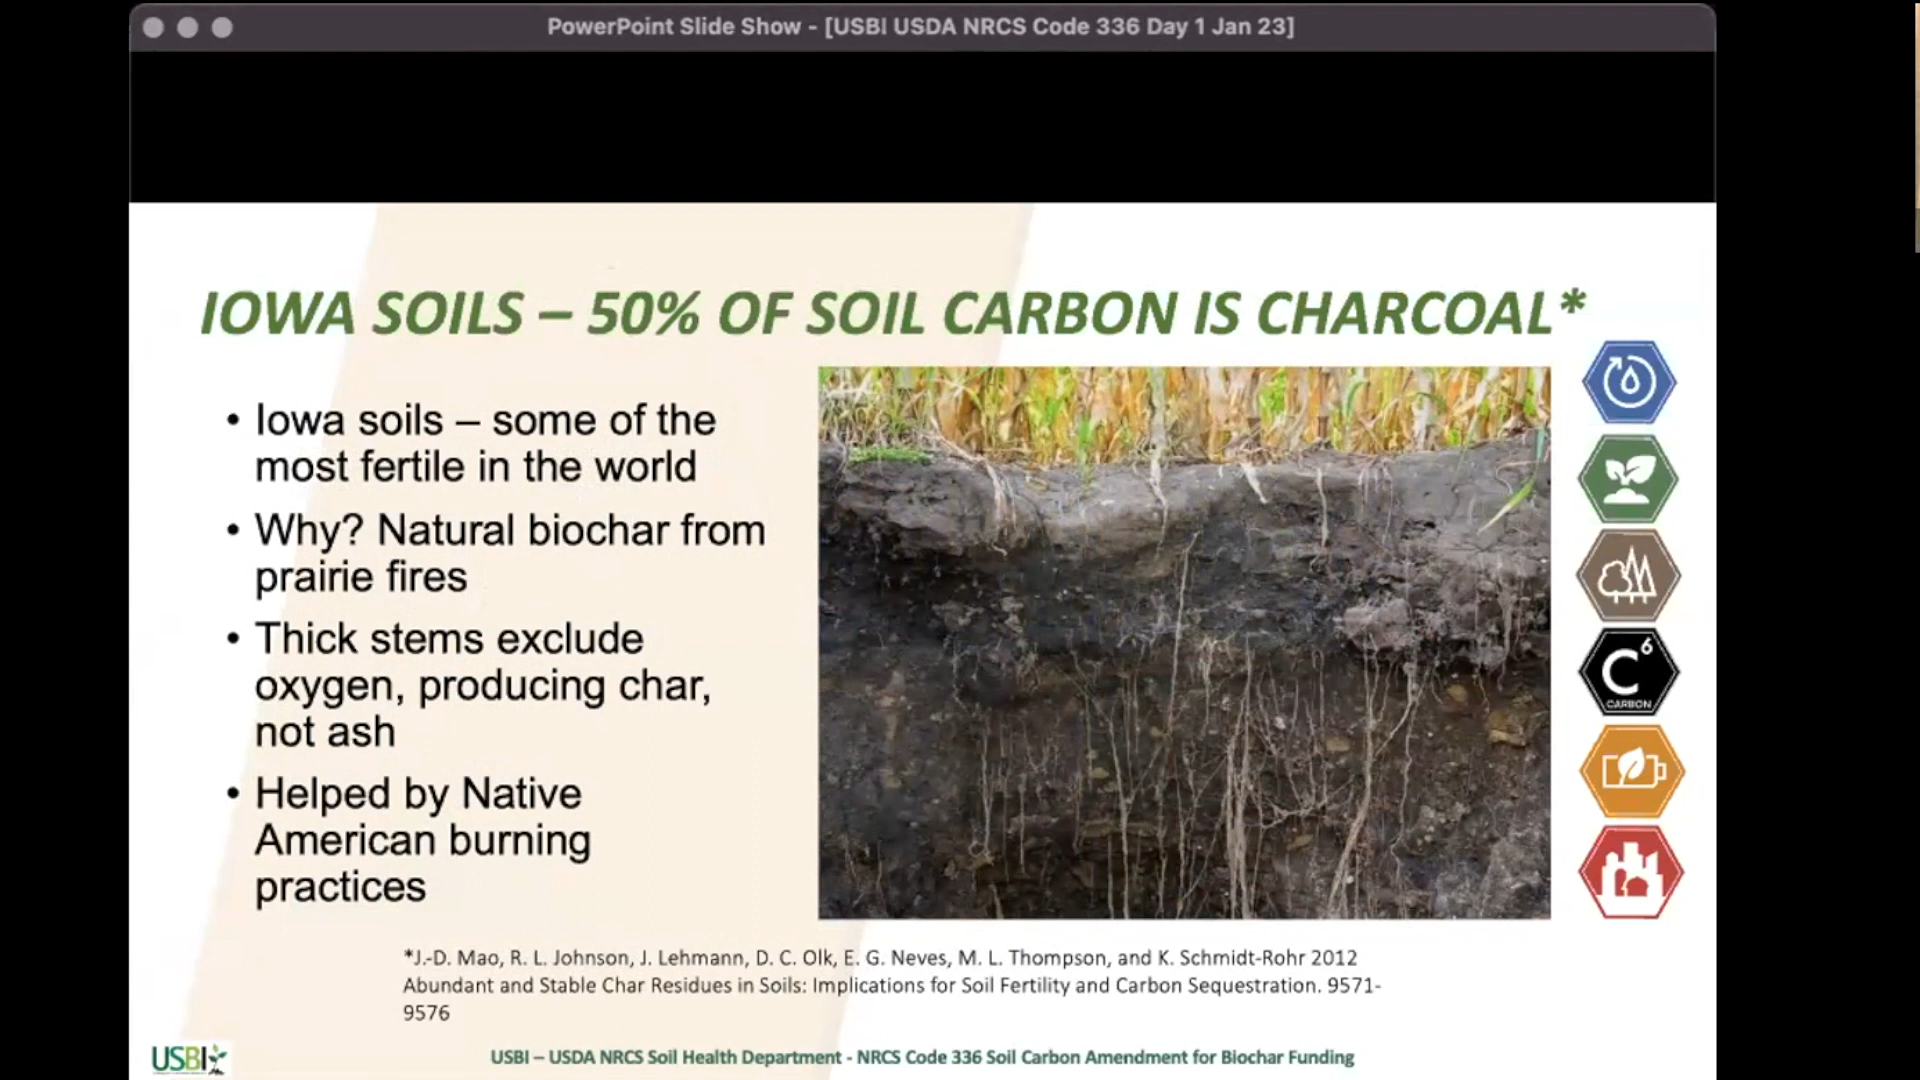 PowerPoint Slide Show - [USBI USDA NRCS Code 336 Day 1 Jan 23]
IOWA SOILS – 50% OF SOIL CARBON IS CHARCOAL*
• Iowa soils – some of the
most fertile in the world
• Why? Natural biochar from
prairie fires
• Thick stems exclude
oxygen, producing char,
not ash
• Helped by Native
American burning
practices
C6
CARBON
*J.-D. Mao, R. L. Johnson, J. Lehmann, D. C. Olk, E. G. Neves, M. L. Thompson, and K. Schmidt-Rohr 2012
Abundant and Stable Char Residues in Soils: Implications for Soil Fertility and Carbon Sequestration. 9571-
9576
USBI
USBI – USDA NRCS Soil Health Department - NRCS Code 336 Soil Carbon Amendment for Biochar Funding